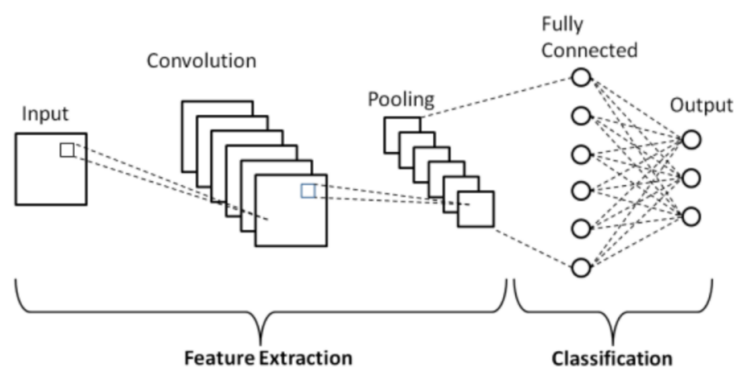 Input
Convolution
Pooling
Fully
Connected
Output
Feature Extraction
Classification